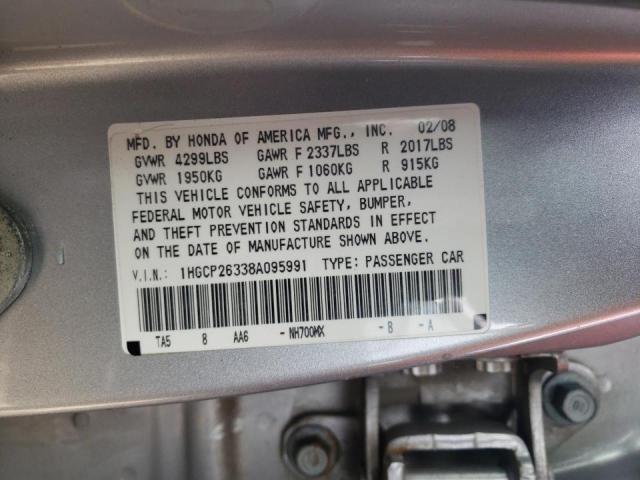 MFD. BY HONDA OF AMERICA MFG., INC. 02/08
GVWR 4299LBS GAWR F 2337LBS R 2017LBS
GVWR 1950KG GAWR F 1060KG R 915KG
THIS VEHICLE CONFORMS TO ALL APPLICABLE
FEDERAL MOTOR VEHICLE SAFETY, BUMPER,
AND THEFT PREVENTION STANDARDS IN EFFECT
ON THE DATE OF MANUFACTURE SHOWN ABOVE.
V.I.N.: 1HGCP26338A095991 TYPE: PASSENGER CAR
TA5 8 AA6 -NH700MX -B -A